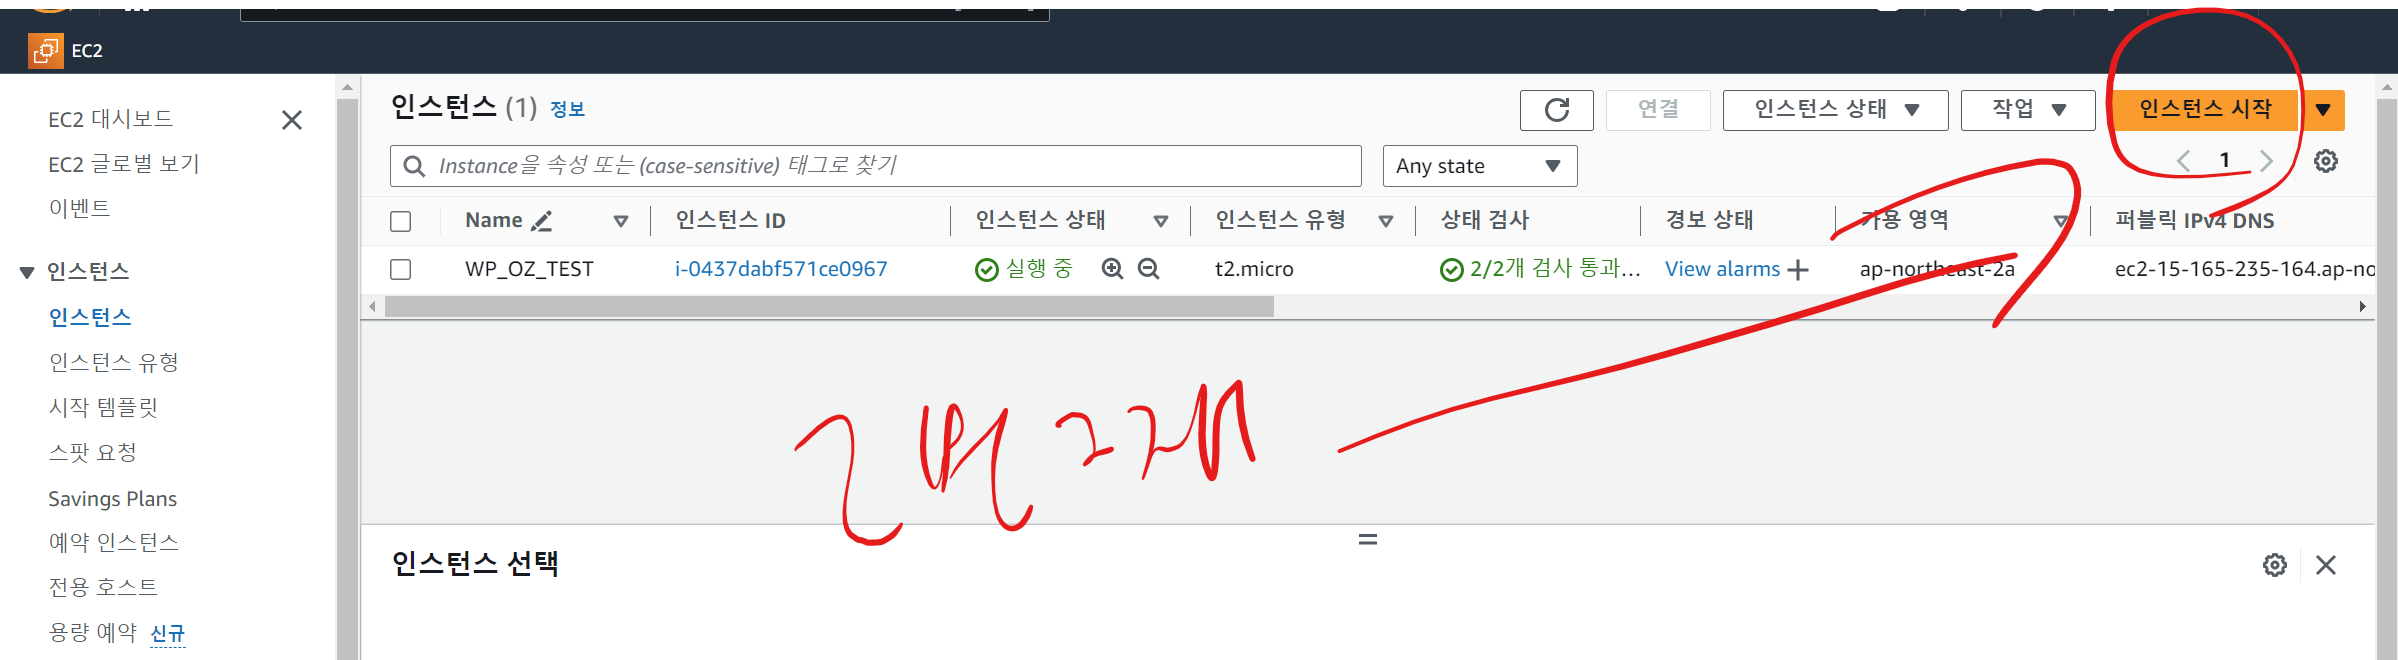 EC2
EC2 대시보드
EC2 글로벌 보기
이벤트
인스턴스
인스턴스
인스턴스 유형
시작 템플릿
스팟 요청
Savings Plans
예약 인스턴스
전용 호스트
용량 예약 신규
인스턴스 (1) 정보
연결 인스턴스 상태 작업 인스턴스 시작
Instance을 속성 또는 (case-sensitive) 태그로 찾기 Any state 1
Name 인스턴스 ID 인스턴스 상태 인스턴스 유형 상태 검사 경보 상태 가용 영역 퍼블릭 IPv4 DNS
WP_OZ_TEST i-0437dabf571ce0967 실행 중 t2.micro 2/2개 검사 통과... View alarms + ap-northeast-2a ec2-15-165-235-164.ap-no
인스턴스 선택